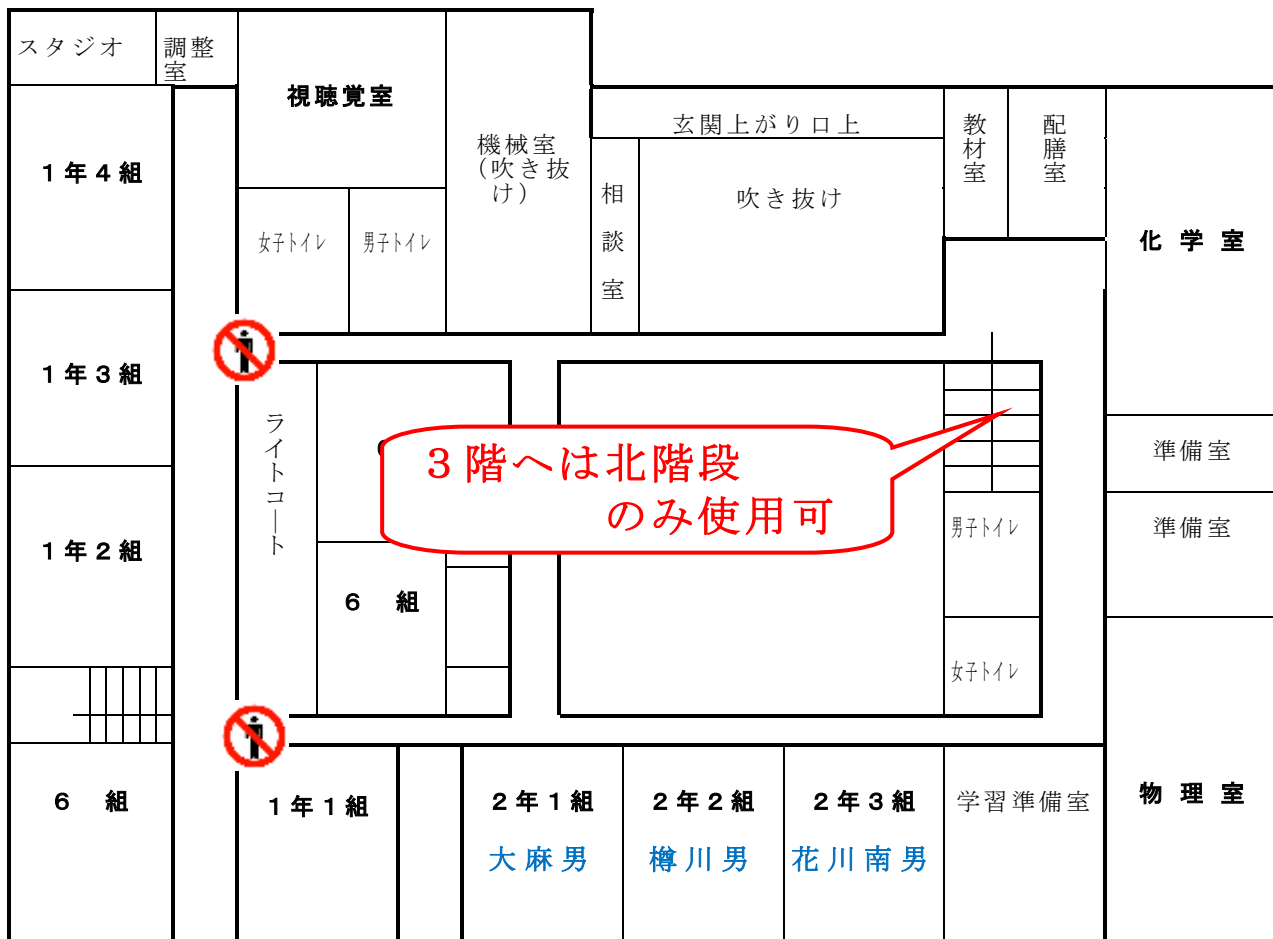 スタジオ
調整
室
視聴覚室
機械室
(吹き抜
け)
玄関上がり口上
教材室
配膳室
1年4組
相談室
吹き抜け
化学室
女子トイレ
男子トイレ
1年3組
ライトコート
3階へは北階段
のみ使用可
準備室
準備室
男子トイレ
1年2組
6 組
女子トイレ
6 組
1年1組
2年1組
2年2組
2年3組
学習準備室
物理室
大麻男
樽川男
花川南男